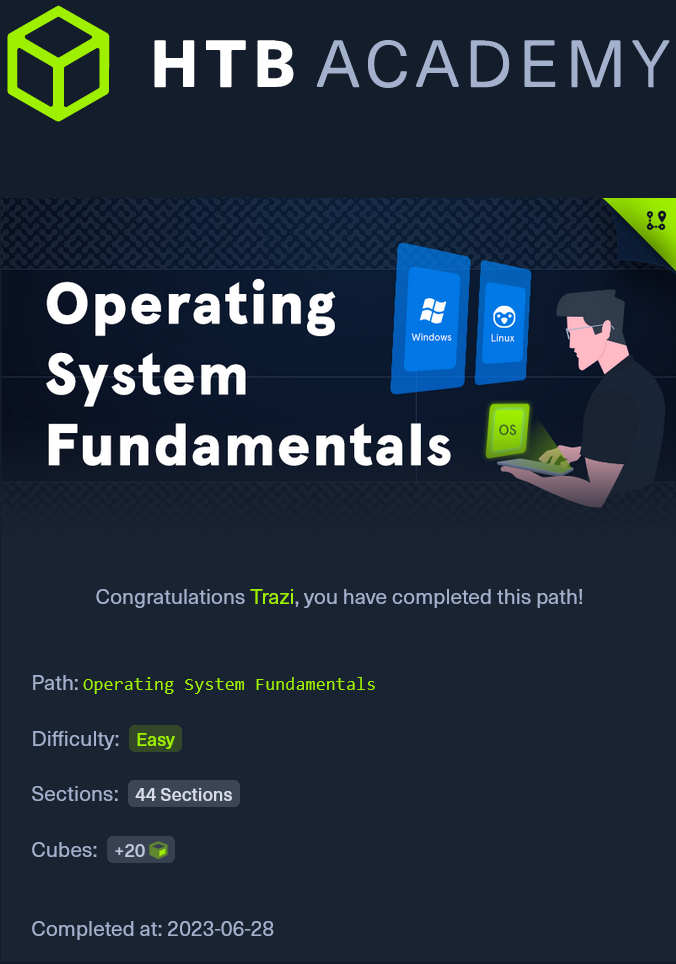 HTB ACADEMY
Operating
System
Fundamentals
Windows
Linux
OS
Congratulations Trazi, you have completed this path!
Path: Operating System Fundamentals
Difficulty: Easy
Sections: 44 Sections
Cubes: +20
Completed at: 2023-06-28